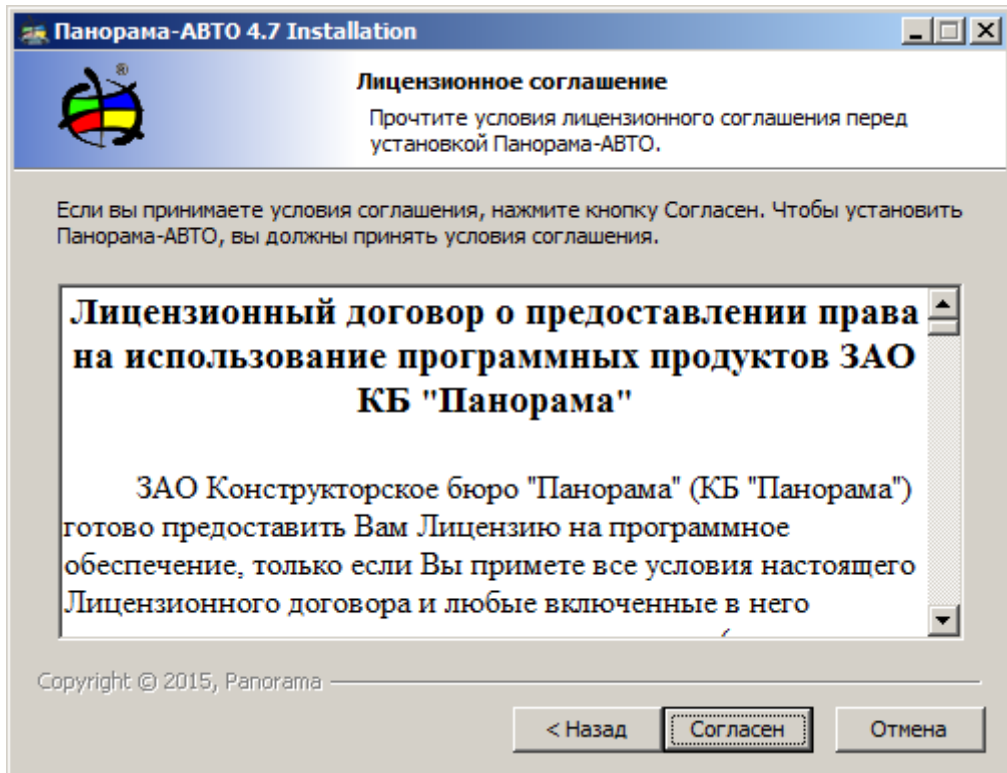 Панорама-АВТО 4.7 Installation
®
Лицензионное соглашение
Прочтите условия лицензионного соглашения перед
установкой Панорама-АВТО.
Если вы принимаете условия соглашения, нажмите кнопку Согласен. Чтобы установить
Панорама-АВТО, вы должны принять условия соглашения.
Лицензионный договор о предоставлении права
на использование программных продуктов ЗАО
КБ "Панорама"
ЗАО Конструкторское бюро "Панорама" (КБ "Панорама")
готово предоставить Вам Лицензию на программное
обеспечение, только если Вы примете все условия настоящего
Лицензионного договора и любые включенные в него
Copyright © 2015, Panorama
< Назад
Согласен
Отмена